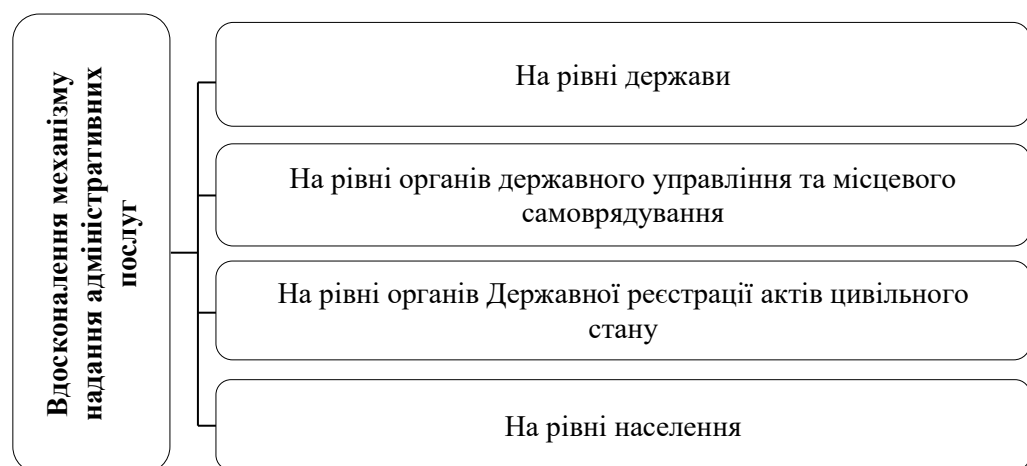 Вдосконалення механізму
надання адміністративних
послуг
На рівні держави
На рівні органів державного управління та місцевого
самоврядування
На рівні органів Державної реєстрації актів цивільного
стану
На рівні населення